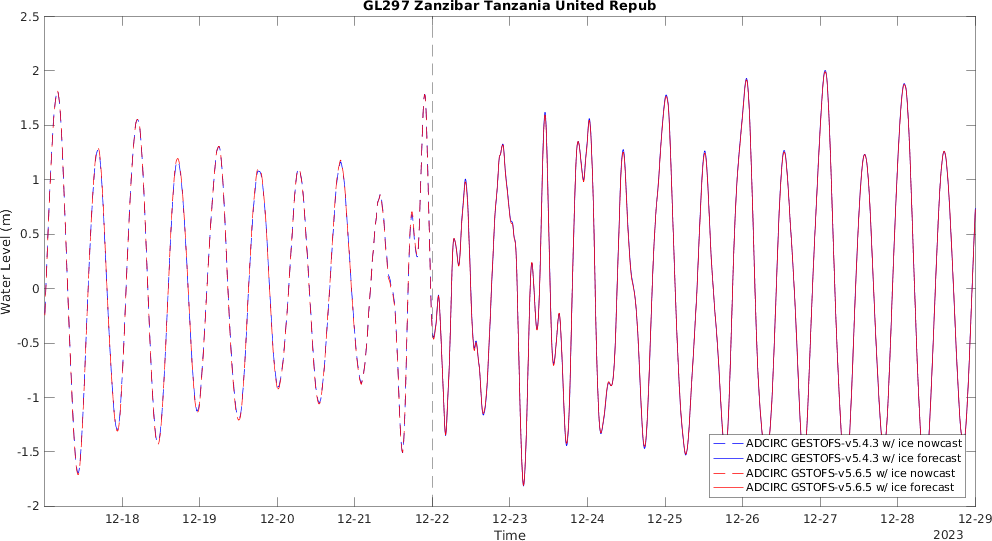 GL297 Zanzibar Tanzania United Repub
2.5
2
1.5
1
0.5
0
-0.5
-1
-1.5
-2
Water Level (m)
ADCIRC GESTOFS-v5.4.3 w/ ice nowcast
ADCIRC GESTOFS-v5.4.3 w/ ice forecast
ADCIRC GSTOFS-v5.6.5 w/ ice nowcast
ADCIRC GSTOFS-v5.6.5 w/ ice forecast
12-18 12-19 12-20 12-21 12-22 12-23 12-24 12-25 12-26 12-27 12-28 12-29
Time
2023